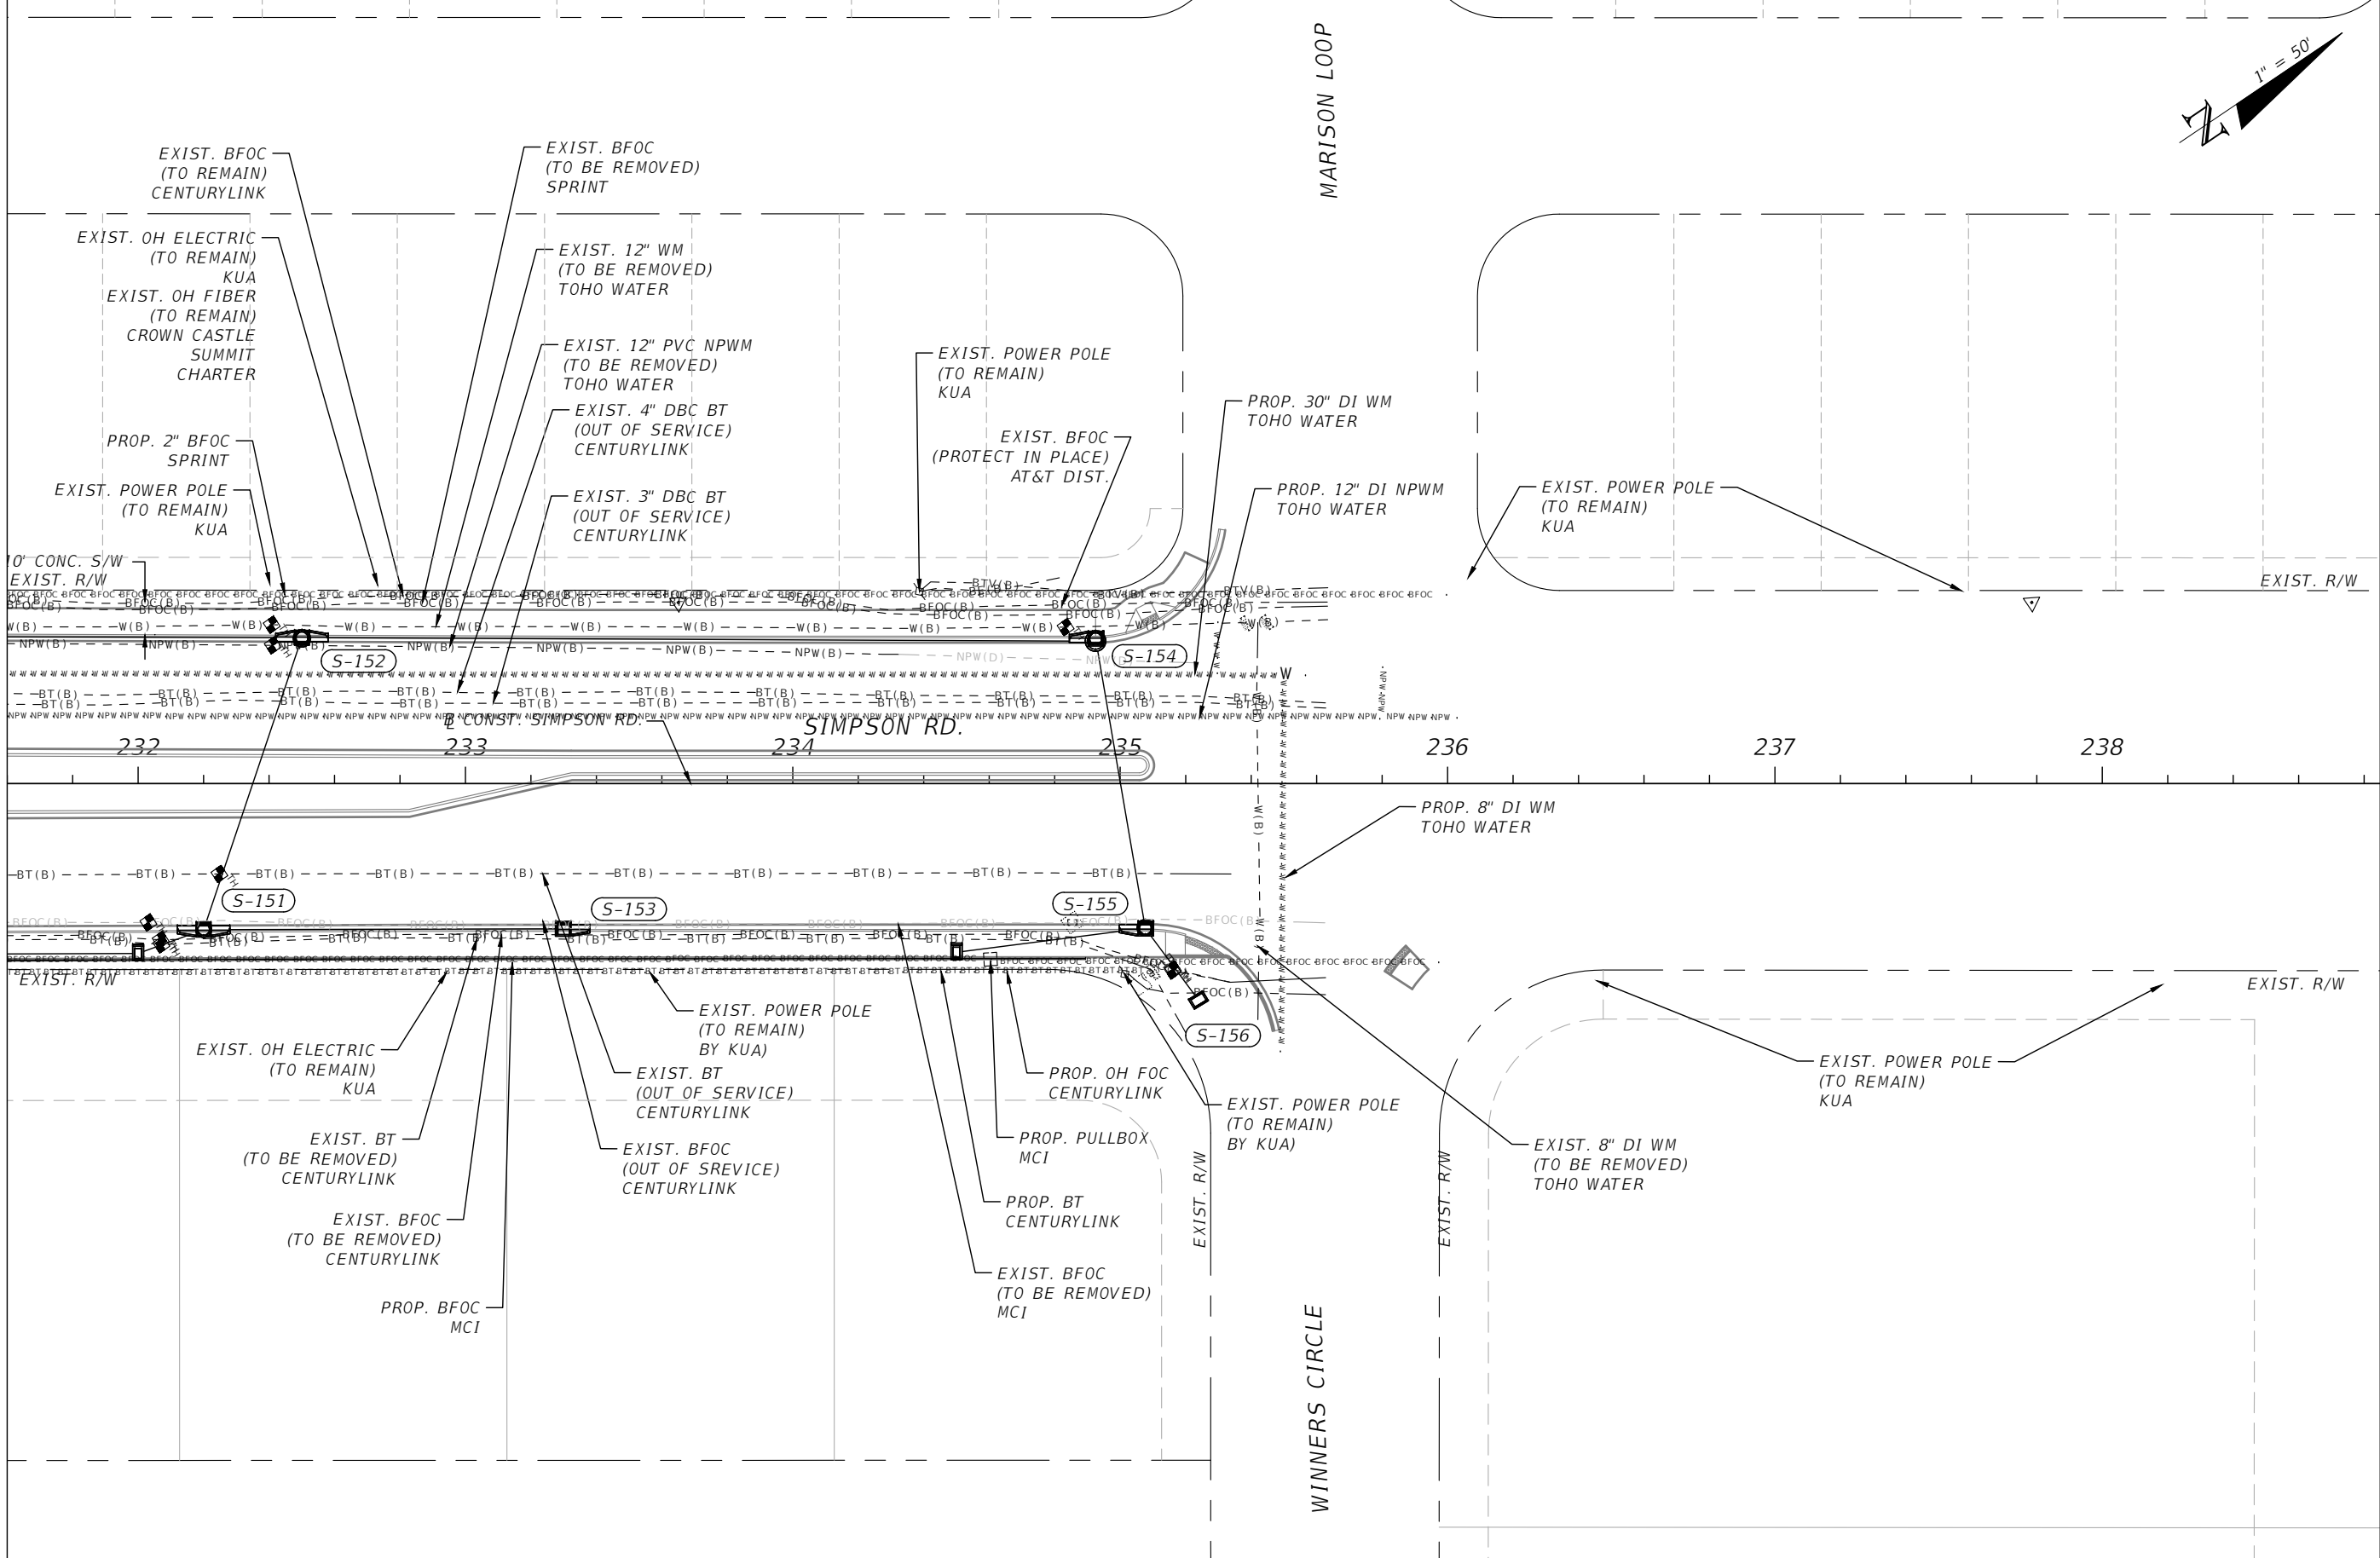 MARISON LOOP
1" = 50'
N
EXIST. BFOC
(TO REMAIN)
CENTURYLINK
EXIST. BFOC
(TO BE REMOVED)
SPRINT
EXIST. OH ELECTRIC
(TO REMAIN)
KUA
EXIST. OH FIBER
(TO REMAIN)
CROWN CASTLE
SUMMIT
CHARTER
EXIST. 12" WM
(TO BE REMOVED)
TOHO WATER
EXIST. 12" PVC NPWM
(TO BE REMOVED)
TOHO WATER
EXIST. POWER POLE
(TO REMAIN)
KUA
EXIST. 4" DBC BT
(OUT OF SERVICE)
CENTURYLINK
PROP. 30" DI WM
TOHO WATER
PROP. 2" BFOC
SPRINT
EXIST. BFOC
(PROTECT IN PLACE)
AT&T DIST.
EXIST. POWER POLE
(TO REMAIN)
KUA
EXIST. 3" DBC BT
(OUT OF SERVICE)
CENTURYLINK
PROP. 12" DI NPWM
TOHO WATER
EXIST. POWER POLE
(TO REMAIN)
KUA
10' CONC. S/W
EXIST. R/W
EXIST. R/W
S-152
S-154
℄ CONST. SIMPSON RD.
SIMPSON RD.
232 233 234 235 236 237 238
PROP. 8" DI WM
TOHO WATER
S-151
S-153
S-155
EXIST. R/W
EXIST. R/W
S-156
EXIST. POWER POLE
(TO REMAIN)
BY KUA)
EXIST. OH ELECTRIC
(TO REMAIN)
KUA
EXIST. BT
(OUT OF SERVICE)
CENTURYLINK
PROP. OH FOC
CENTURYLINK
EXIST. POWER POLE
(TO REMAIN)
KUA
EXIST. POWER POLE
(TO REMAIN)
BY KUA)
EXIST. BT
(TO BE REMOVED)
CENTURYLINK
EXIST. BFOC
(OUT OF SREVICE)
CENTURYLINK
PROP. PULLBOX
MCI
EXIST. 8" DI WM
(TO BE REMOVED)
TOHO WATER
EXIST. R/W
EXIST. R/W
PROP. BT
CENTURYLINK
EXIST. BFOC
(TO BE REMOVED)
CENTURYLINK
EXIST. BFOC
(TO BE REMOVED)
MCI
PROP. BFOC
MCI
WINNERS CIRCLE